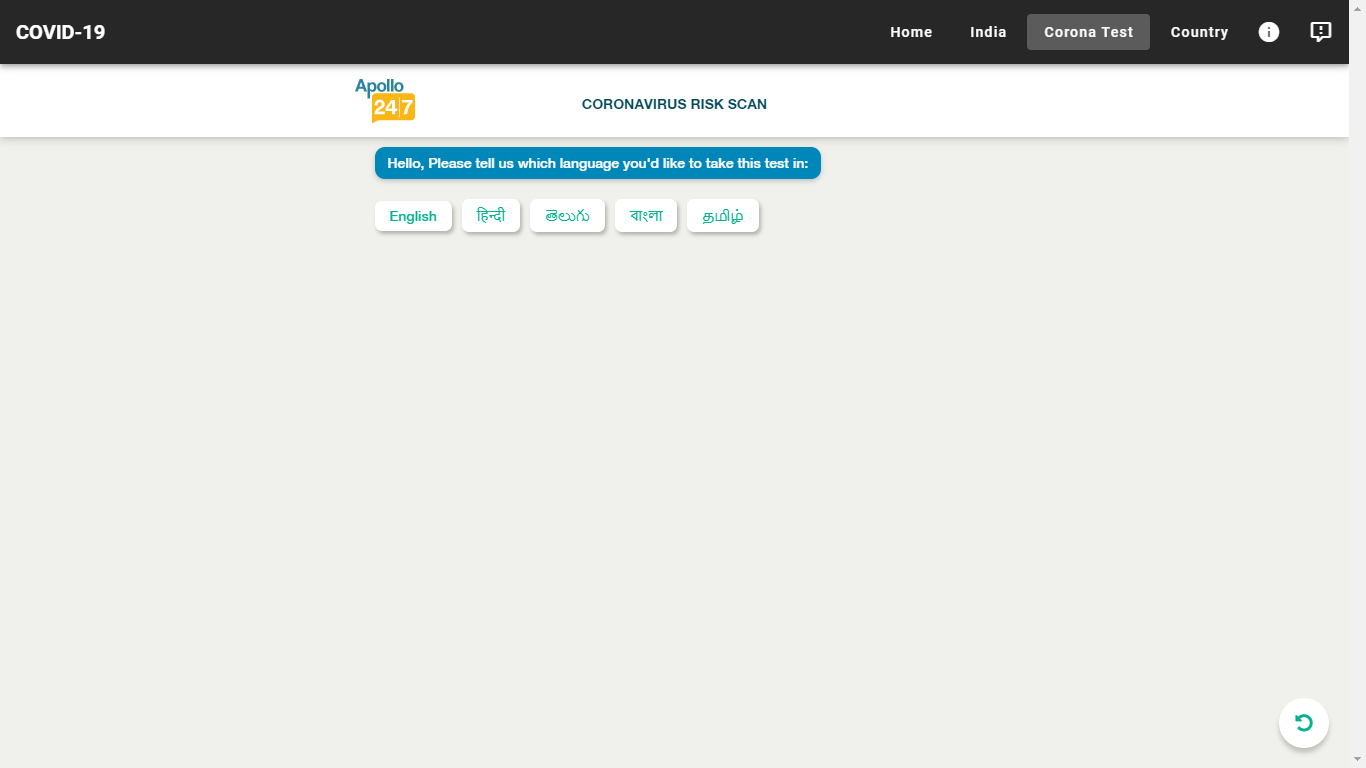 COVID-19
Home India Corona Test Country
Apollo
24|7
CORONAVIRUS RISK SCAN
Hello, Please tell us which language you'd like to take this test in:
English हिन्दी తెలుగు বাংলা தமிழ்